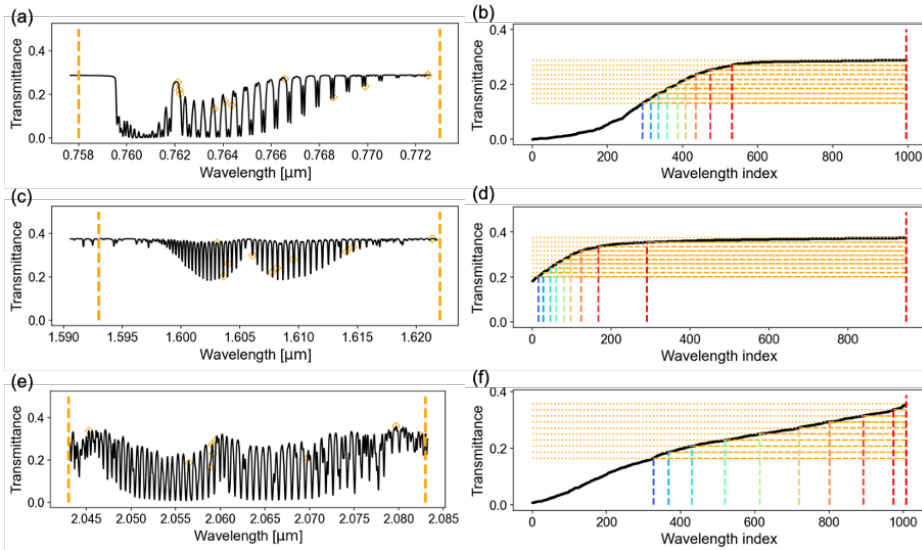 (a)
Transmittance
0.4
0.2
0.0
0.758 0.760 0.762 0.764 0.766 0.768 0.770 0.772
Wavelength [μm]
(b)
Transmittance
0.4
0.2
0.0
0 200 400 600 800 1000
Wavelength index
(c)
Transmittance
0.4
0.2
0.0
1.590 1.595 1.600 1.605 1.610 1.615 1.620
Wavelength [μm]
(d)
Transmittance
0.4
0.2
0.0
0 200 400 600 800
Wavelength index
(e)
Transmittance
0.4
0.2
0.0
2.045 2.050 2.055 2.060 2.065 2.070 2.075 2.080 2.085
Wavelength [μm]
(f)
Transmittance
0.4
0.2
0.0
0 200 400 600 800 1000
Wavelength index